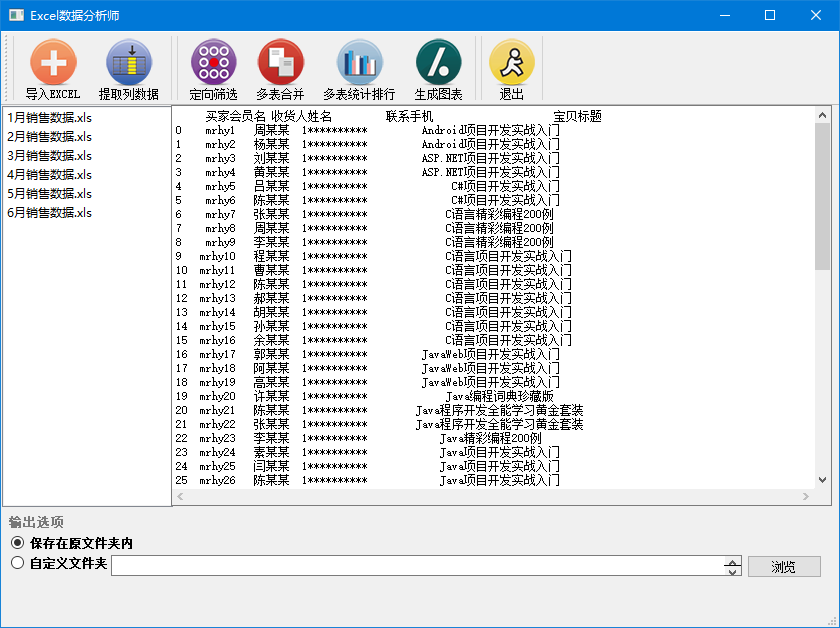 Excel数据分析师
导入EXCEL 提取列数据 定向筛选 多表合并 多表统计排行 生成图表 退出
1月销售数据.xls
2月销售数据.xls
3月销售数据.xls
4月销售数据.xls
5月销售数据.xls
6月销售数据.xls
买家会员名 收货人姓名 联系手机 宝贝标题
0 mrhy1 周某某 1********** Android项目开发实战入门
1 mrhy2 杨某某 1********** Android项目开发实战入门
2 mrhy3 刘某某 1********** ASP.NET项目开发实战入门
3 mrhy4 黄某某 1********** ASP.NET项目开发实战入门
4 mrhy5 吕某某 1********** C#项目开发实战入门
5 mrhy6 陈某某 1********** C#项目开发实战入门
6 mrhy7 张某某 1********** C语言精彩编程200例
7 mrhy8 周某某 1********** C语言精彩编程200例
8 mrhy9 李某某 1********** C语言精彩编程200例
9 mrhy10 程某某 1********** C语言项目开发实战入门
10 mrhy11 曹某某 1********** C语言项目开发实战入门
11 mrhy12 陈某某 1********** C语言项目开发实战入门
12 mrhy13 郝某某 1********** C语言项目开发实战入门
13 mrhy14 胡某某 1********** C语言项目开发实战入门
14 mrhy15 孙某某 1********** C语言项目开发实战入门
15 mrhy16 余某某 1********** C语言项目开发实战入门
16 mrhy17 郭某某 1********** JavaWeb项目开发实战入门
17 mrhy18 阿某某 1********** JavaWeb项目开发实战入门
18 mrhy19 高某某 1********** JavaWeb项目开发实战入门
19 mrhy20 许某某 1********** Java编程词典珍藏版
20 mrhy21 陈某某 1********** Java程序开发全能学习黄金套装
21 mrhy22 张某某 1********** Java程序开发全能学习黄金套装
22 mrhy23 李某某 1********** Java精彩编程200例
23 mrhy24 素某某 1********** Java项目开发实战入门
24 mrhy25 闫某某 1********** Java项目开发实战入门
25 mrhy26 陈某某 1********** Java项目开发实战入门
输出选项
保存在原文件夹内
自定义文件夹
浏览